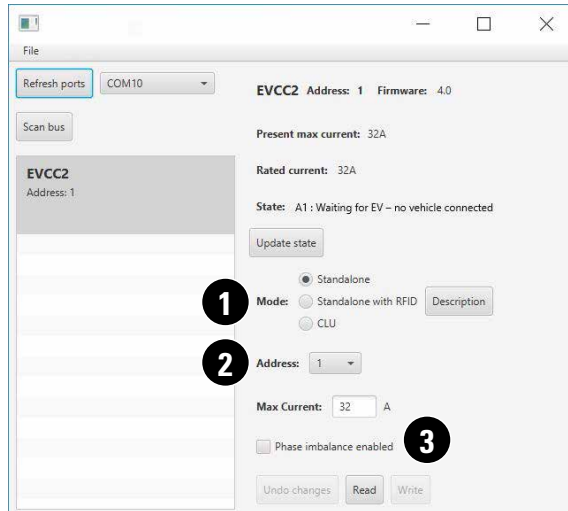 File
Refresh ports COM10
Scan bus
EVCC2
Address: 1
EVCC2 Address: 1 Firmware: 4.0
Present max current: 32A
Rated current: 32A
State: A1 : Waiting for EV – no vehicle connected
Update state
Standalone
1 Mode: Standalone with RFID Description
CLU
2 Address: 1
Max Current: 32 A
Phase imbalance enabled 3
Undo changes Read Write